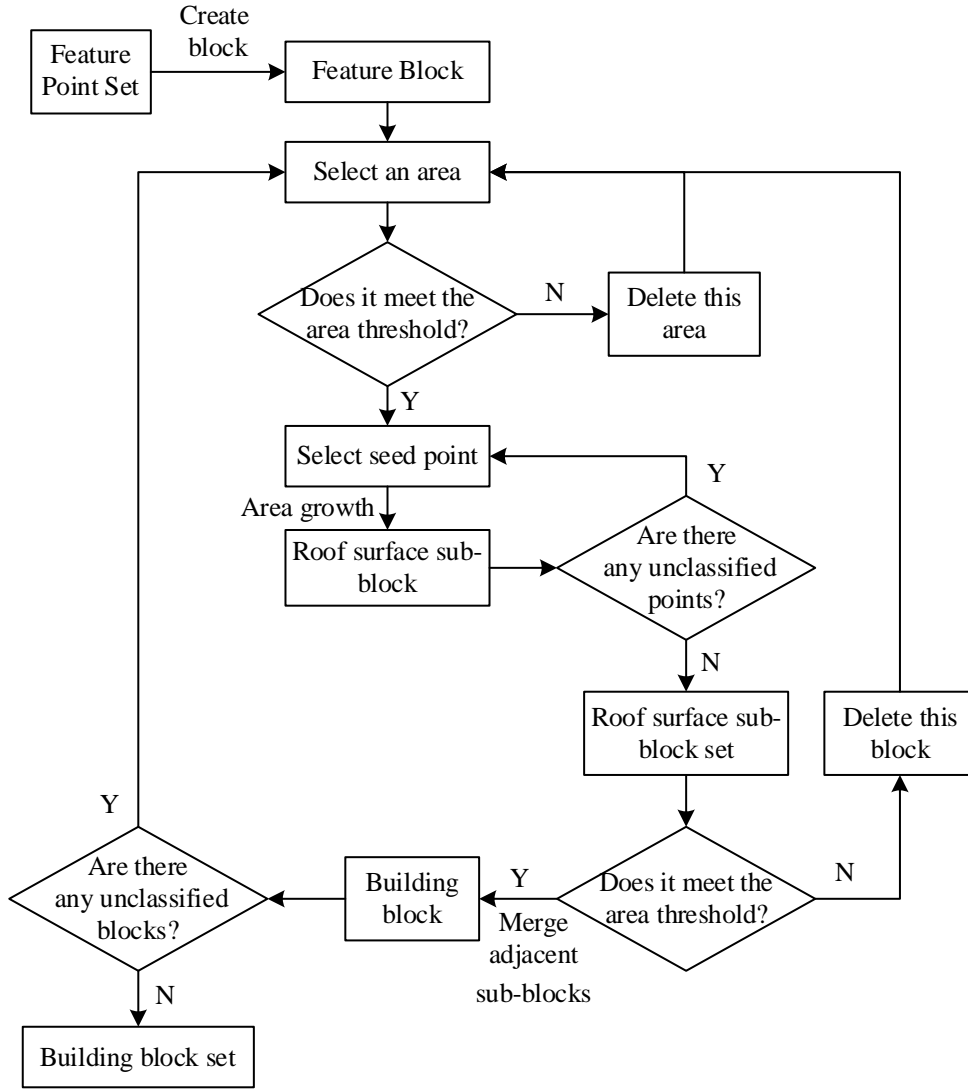 Create
block
Feature
Point Set
Feature Block
Select an area
Does it meet the
area threshold?
N
Delete this
area
Y
Select seed point
Y
Area growth
Roof surface sub-
block
Are there
any unclassified
points?
N
Roof surface sub-
block set
Delete this
block
Y
Are there
any unclassified
blocks?
Building
block
Y
Merge
adjacent
sub-blocks
Does it meet the
area threshold?
N
N
Building block set